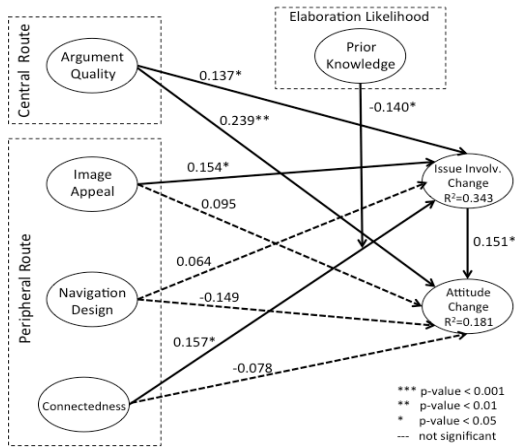 Elaboration Likelihood
Prior
Knowledge
Central Route
Argument
Quality
0.137*
-0.140*
0.239**
Peripheral Route
Image
Appeal
0.154*
0.095
Issue Involv.
Change
R²=0.343
0.151*
0.064
Navigation
Design
-0.149
Attitude
Change
R²=0.181
0.157*
-0.078
Connectedness
*** p-value < 0.001
** p-value < 0.01
* p-value < 0.05
--- not significant